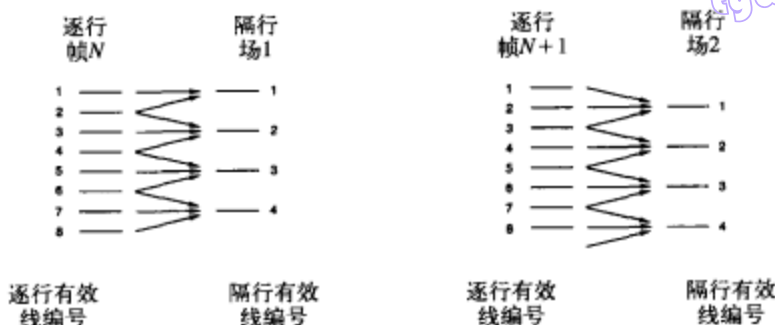 逐行 隔行 逐行 隔行
帧N 场1 帧N+1 场2
1 1 1
2 2 1
3 2 3
4 4 2
5 3 5
6 6 3
7 4 7
8 8 4
逐行有效 隔行有效 逐行有效 隔行有效
线编号 线编号 线编号 线编号